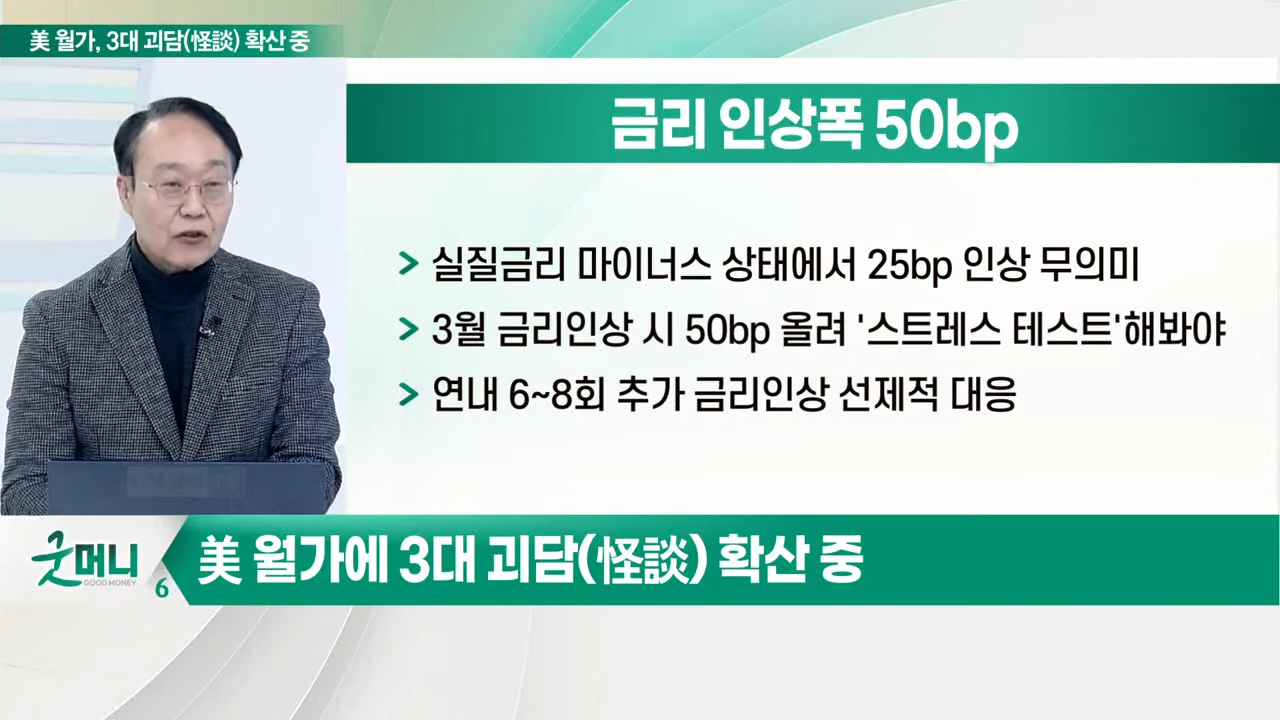 美 월가, 3대 괴담(怪談) 확산 중
금리 인상폭 50bp
> 실질금리 마이너스 상태에서 25bp 인상 무의미
> 3월 금리인상 시 50bp 올려 '스트레스 테스트'해봐야
> 연내 6~8회 추가 금리인상 선제적 대응
굿머니
GOOD MONEY
6
美 월가에 3대 괴담(怪談) 확산 중